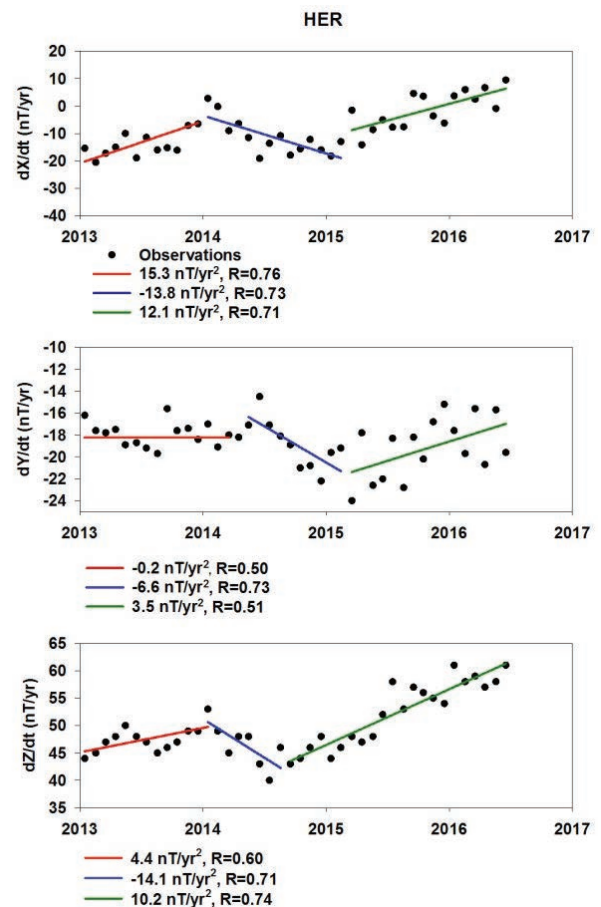 HER
20
10
0
-10
-20
-30
-40
dX/dt (nT/yr)
2013 2014 2015 2016 2017
Observations
15.3 nT/yr², R=0.76
-13.8 nT/yr², R=0.73
12.1 nT/yr², R=0.71
-10
-12
-14
-16
-18
-20
-22
-24
dY/dt (nT/yr)
2013 2014 2015 2016 2017
-0.2 nT/yr², R=0.50
-6.6 nT/yr², R=0.73
3.5 nT/yr², R=0.51
65
60
55
50
45
40
35
dZ/dt (nT/yr)
2013 2014 2015 2016 2017
4.4 nT/yr², R=0.60
-14.1 nT/yr², R=0.71
10.2 nT/yr², R=0.74